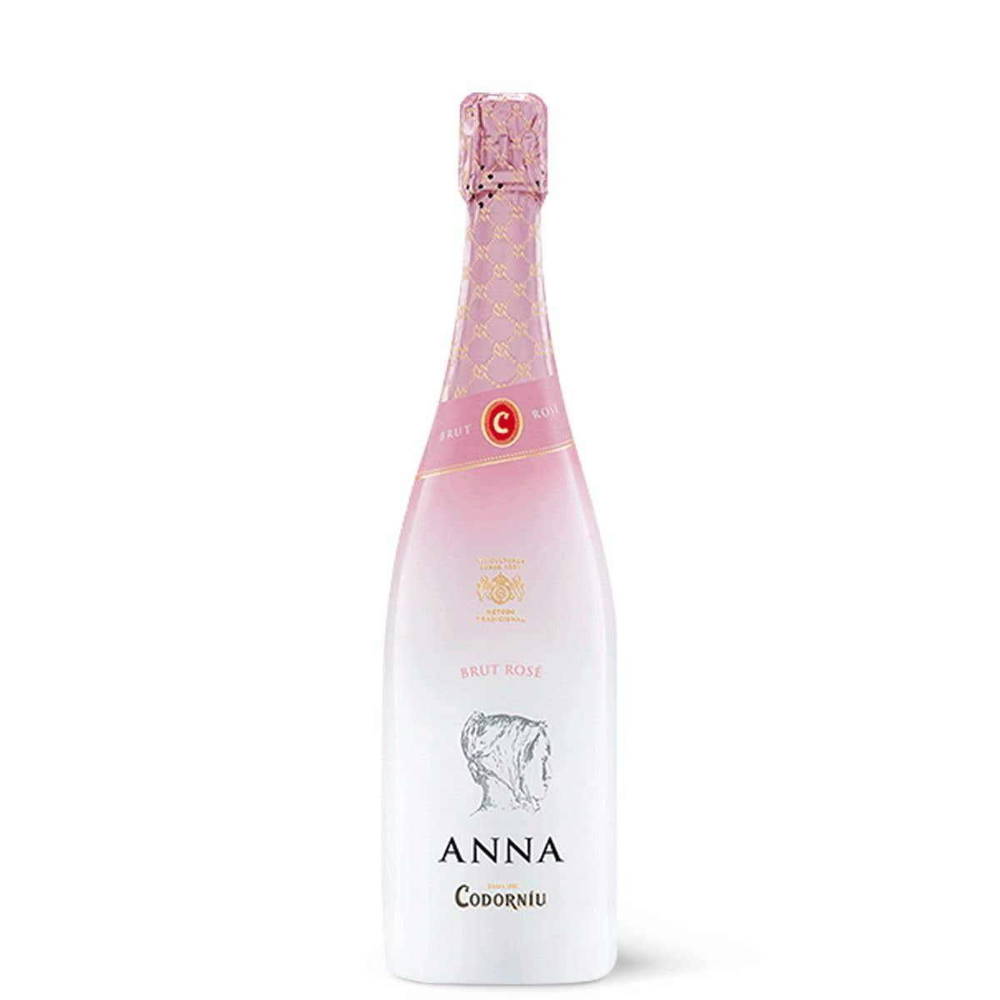 BRUT C ROSÉ
MÉTODO
TRADICIONAL
BRUT ROSÉ
ANNA
CODORNÍU